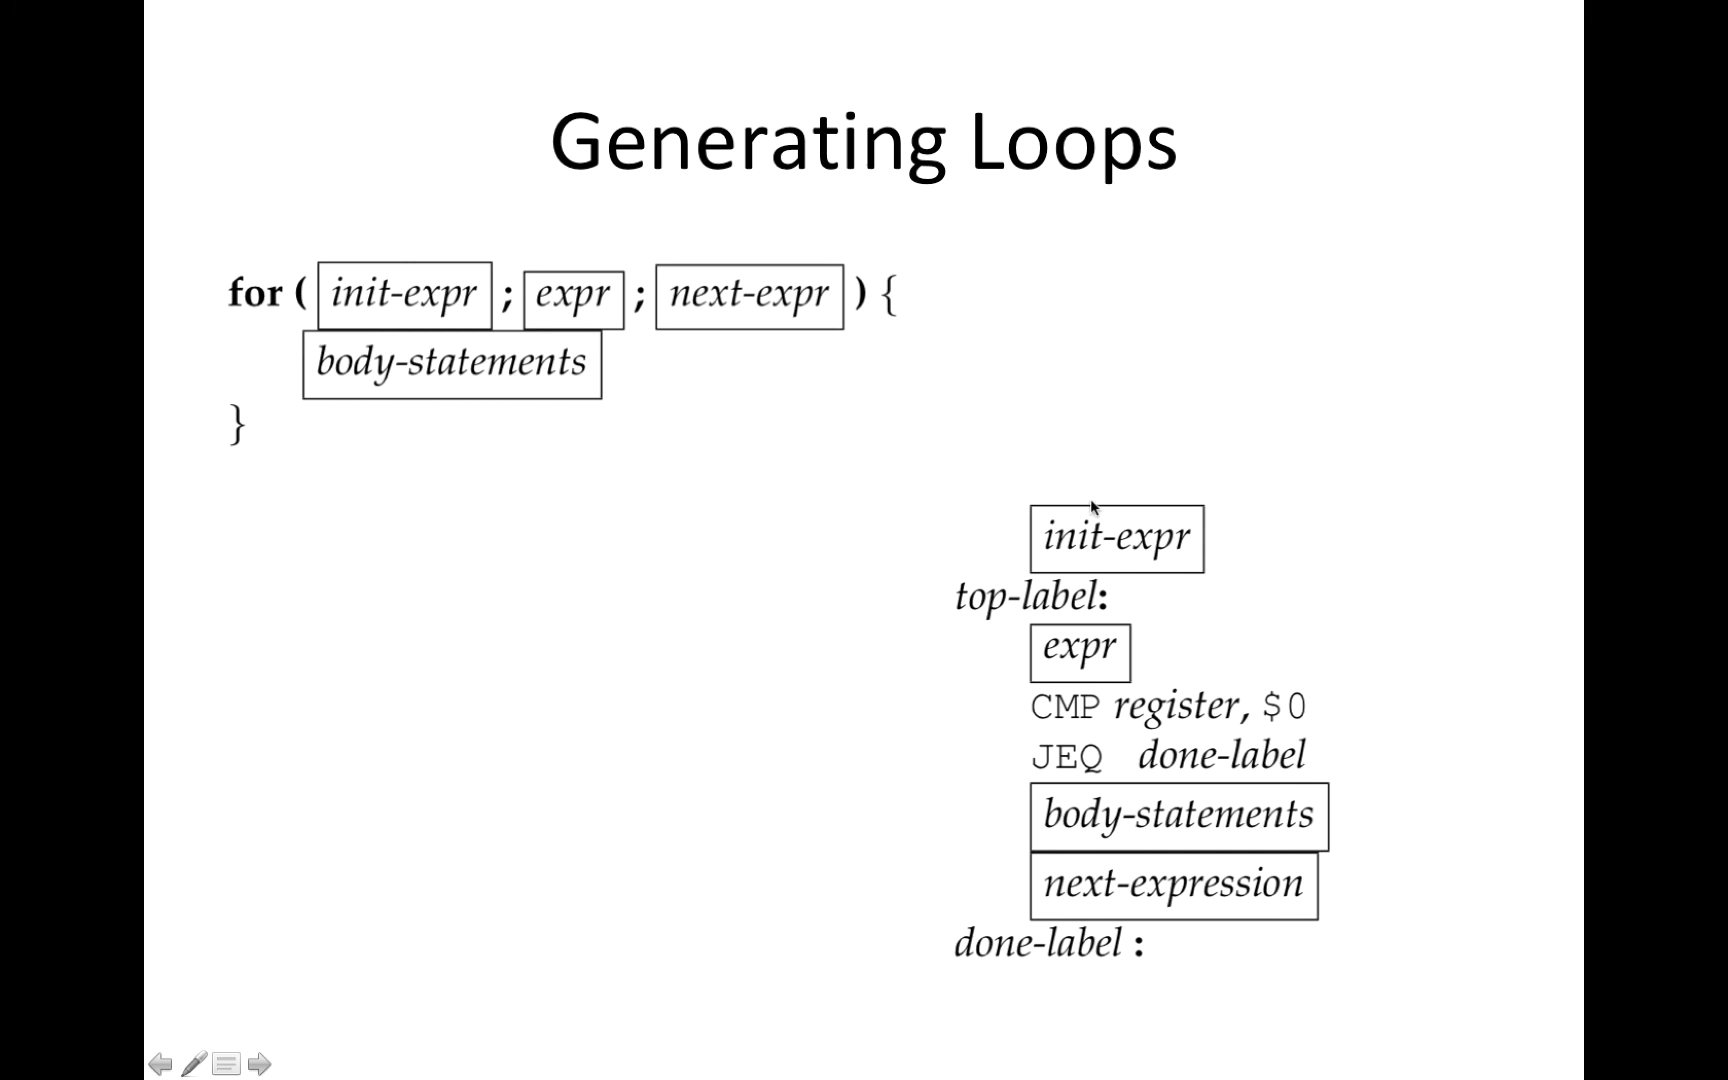 Generating Loops
for ( init-expr ; expr ; next-expr ) {
body-statements
}
init-expr
top-label:
expr
CMP register, $0
JEQ done-label
body-statements
next-expression
done-label :